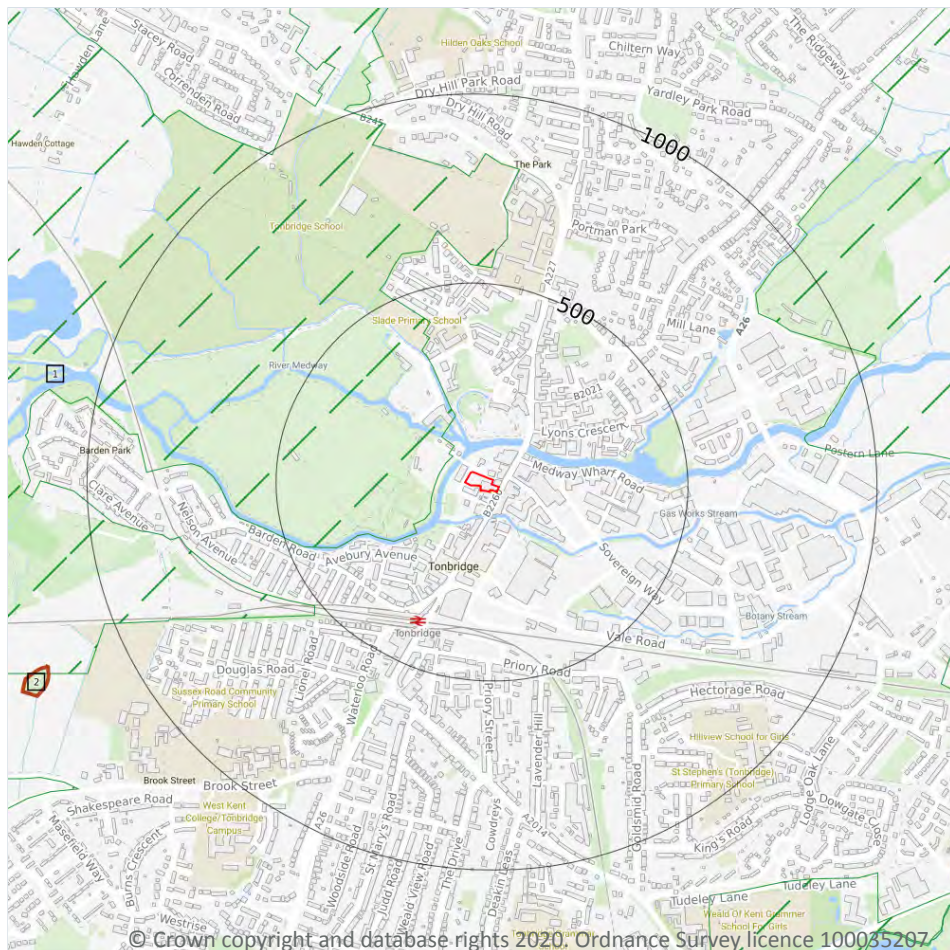 Hilden Oaks School
Chiltern Way
The Ridgeway
Stacey Road
Hawden Lane
Correnden Road
Dry Hill Park Road
Dry Hill Road
Yardley Park Road
B245
1000
Hawden Cottage
The Park
Tonbridge School
Portman Park
A227
500
Mill Lane
A26
Slade Primary School
River Medway
1
B2021
Lyons Crescent
Barden Park
Postern Lane
Medway Wharf Road
Clare Avenue
Nelson Avenue
B2260
Gas Works Stream
Barden Road
Avebury Avenue
Tonbridge
Sovereign Way
Botany Stream
Tonbridge
Vale Road
Douglas Road
Lionel Road
Priory Road
2
Sussex Road Community
Primary School
Waterloo Road
Priory Street
Lavender Hill
Hectorage Road
Hillview School for Girls
St Stephen's (Tonbridge)
Primary School
Brook Street
Brook Street
Goldsmid Road
Lodge Oak Lane
Shakespeare Road
West Kent
College/Tonbridge
Campus
Dowgate Close
Masefield Way
Burns Crescent
A26
Woodside Road
St. Mary's Road
Judd Road
Weald View Road
The Drive
Cowdreys
Deakin Leas
A2014
King's Road
Tudeley Lane
Tudeley Lane
Weald Of Kent Grammer
School For Girls
Westrise
© Crown copyright and database rights 2020. Ordnance Survey licence 100035207.